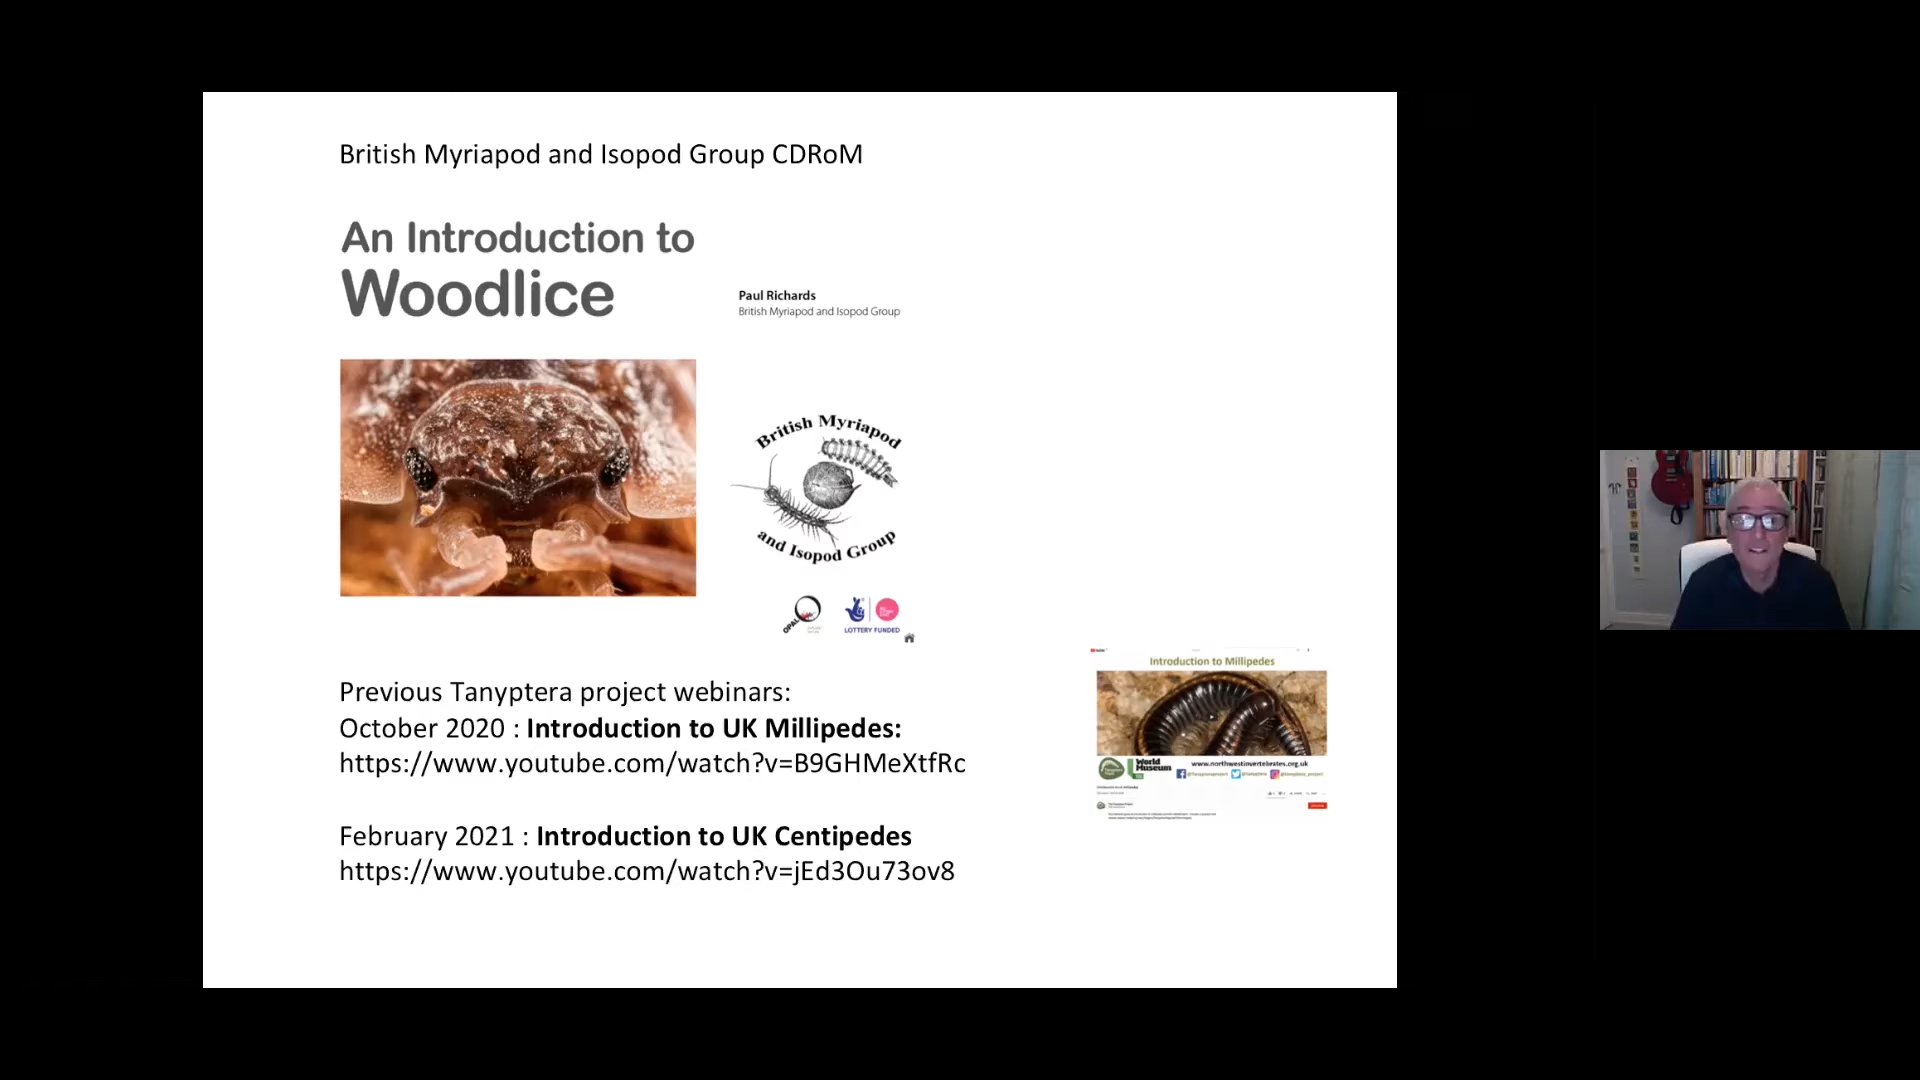 British Myriapod and Isopod Group CDRoM
An Introduction to
Woodlice
Paul Richards
British Myriapod and Isopod Group
British Myriapod
and Isopod Group
OPAL
LOTTERY FUNDED
Previous Tanyptera project webinars:
October 2020 : Introduction to UK Millipedes:
https://www.youtube.com/watch?v=B9GHMeXtfRc
February 2021 : Introduction to UK Centipedes
https://www.youtube.com/watch?v=jEd3Ou73ov8
Introduction to Millipedes
World
Museum
www.northwestinvertebrates.org.uk